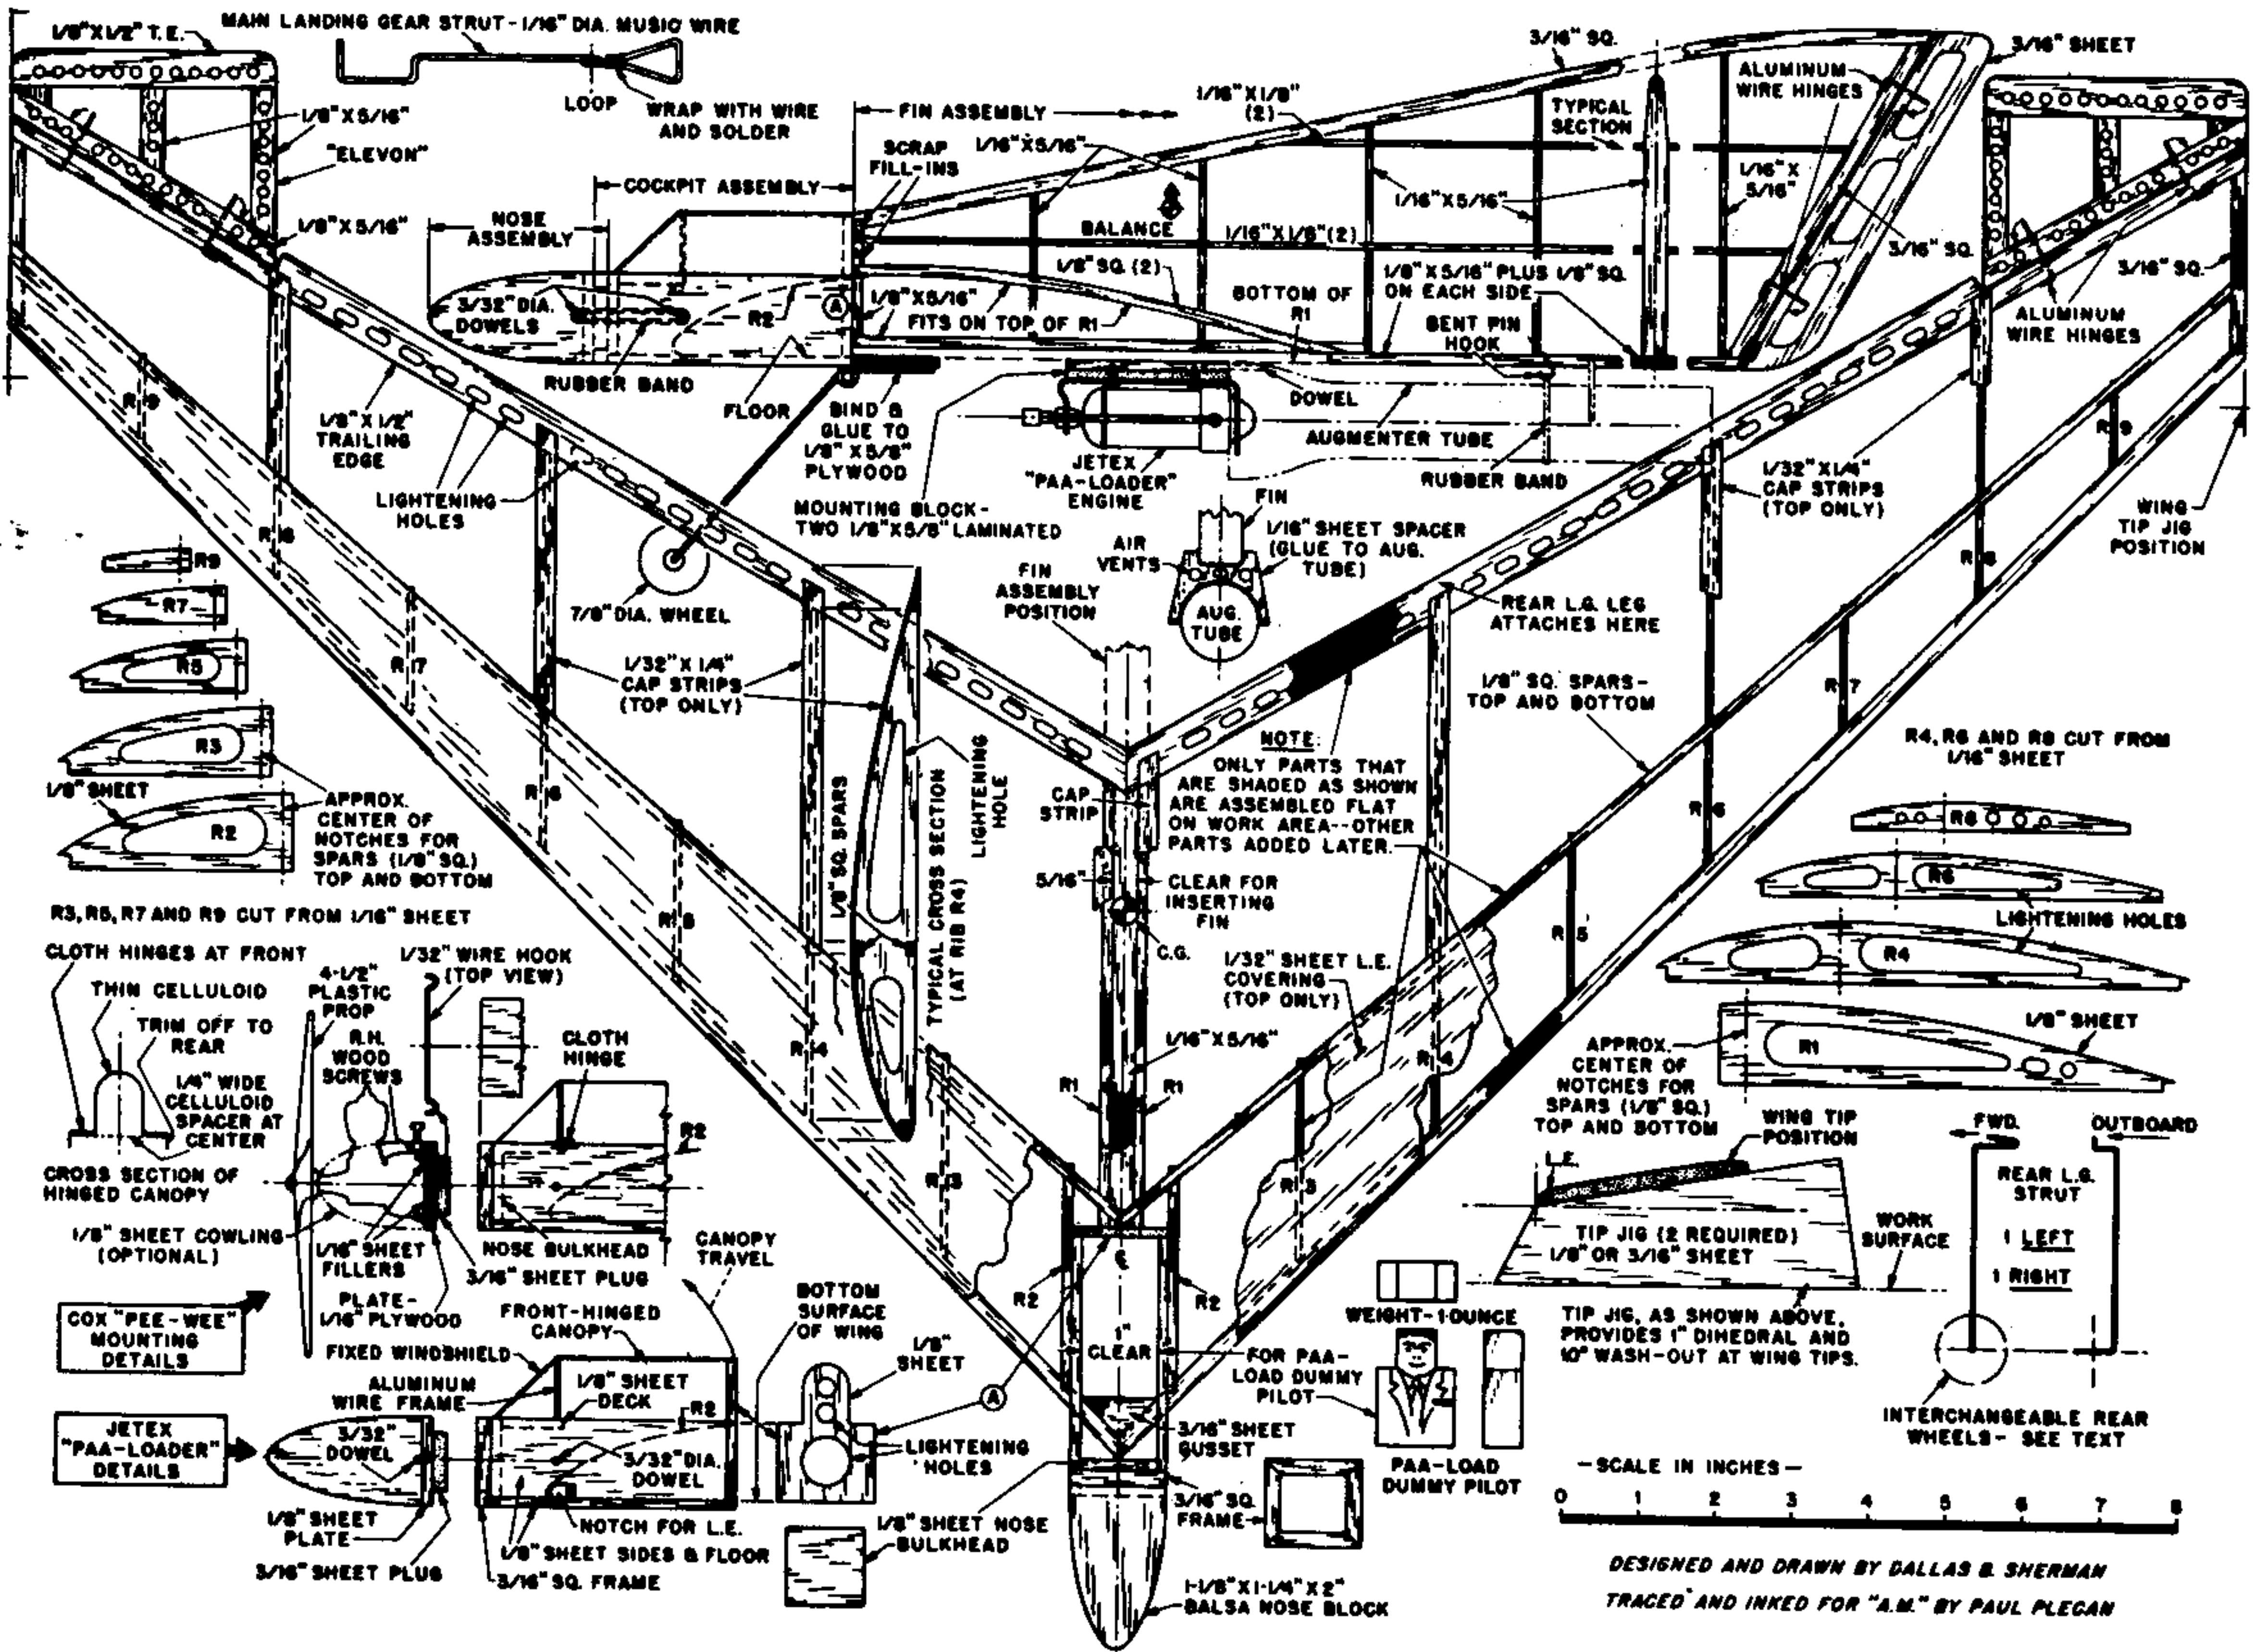 MAIN LANDING GEAR STRUT-1/16" DIA. MUSIC WIRE
1/8"X1/2" T.E.
LOOP
WRAP WITH WIRE
AND SOLDER
1/8"X5/16"
"ELEVON"
1/8"X5/16"
FIN ASSEMBLY
COCKPIT ASSEMBLY
NOSE
ASSEMBLY
SCRAP
FILL-INS
1/16"X5/16"
1/16"X1/8"
(2)
3/16" SQ.
TYPICAL
SECTION
ALUMINUM
WIRE HINGES
3/16" SHEET
1/16"X5/16"
1/16"X
5/16"
BALANCE
1/16"X1/8"(2)
3/16" SQ.
3/16" SQ.
1/8" SQ. (2)
1/8"X5/16" PLUS 1/8"SQ.
ON EACH SIDE
3/32" DIA.
DOWELS
R2
A
1/8"X5/16"
FITS ON TOP OF R1
BOTTOM OF
R1
BENT PIN
HOOK
ALUMINUM
WIRE HINGES
RUBBER BAND
FLOOR
BIND &
GLUE TO
1/8" X5/8"
PLYWOOD
DOWEL
AUGMENTER TUBE
RUBBER BAND
JETEX
"PAA-LOADER"
ENGINE
MOUNTING BLOCK-
TWO 1/8"X5/8" LAMINATED
1/8"X1/2"
TRAILING
EDGE
LIGHTENING
HOLES
R9
R8
R7
R6
R5
R4
R3
R9
R8
R7
R6
R5
R4
R3
1/32"X1/4"
CAP STRIPS
(TOP ONLY)
WING
TIP JIG
POSITION
FIN
1/16" SHEET SPACER
(GLUE TO AUG.
TUBE)
AIR
VENTS
AUG.
TUBE
FIN
ASSEMBLY
POSITION
7/8" DIA. WHEEL
REAR L.G. LEG
ATTACHES HERE
1/32"X1/4"
CAP STRIPS
(TOP ONLY)
1/8" SQ. SPARS-
TOP AND BOTTOM
R9
R7
R5
R3
1/8"SHEET
R2
APPROX.
CENTER OF
NOTCHES FOR
SPARS (1/8" SQ.)
TOP AND BOTTOM
R3, R5, R7 AND R9 CUT FROM 1/16" SHEET
1/8" SQ. SPARS
TYPICAL CROSS SECTION
(AT RIB R4)
LIGHTENING
HOLE
NOTE:
ONLY PARTS THAT
ARE SHADED AS SHOWN
ARE ASSEMBLED FLAT
ON WORK AREA--OTHER
PARTS ADDED LATER.
CAP
STRIP
5/16"
CLEAR FOR
INSERTING
FIN
C.G.
1/32" SHEET L.E.
COVERING
(TOP ONLY)
1/16"X5/16"
R1
R1
R4, R6 AND R8 CUT FROM
1/16" SHEET
R8
R6
LIGHTENING HOLES
R4
1/8" SHEET
R1
APPROX.
CENTER OF
NOTCHES FOR
SPARS (1/8" SQ.)
TOP AND BOTTOM
CLOTH HINGES AT FRONT
THIN CELLULOID
TRIM OFF TO
REAR
1/4" WIDE
CELLULOID
SPACER AT
CENTER
CROSS SECTION OF
HINGED CANOPY
4-1/2"
PLASTIC
PROP
R.H.
WOOD
SCREWS
1/32" WIRE HOOK
(TOP VIEW)
CLOTH
HINGE
R2
1/8" SHEET COWLING
(OPTIONAL)
1/16" SHEET
FILLERS
NOSE BULKHEAD
3/16" SHEET PLUG
PLATE-
1/16" PLYWOOD
COX "PEE-WEE"
MOUNTING
DETAILS
CANOPY
TRAVEL
FRONT-HINGED
CANOPY
FIXED WINDSHIELD
ALUMINUM
WIRE FRAME
1/8" SHEET
DECK
R2
BOTTOM
SURFACE
OF WING
1/8"
SHEET
JETEX
"PAA-LOADER"
DETAILS
3/32"
DOWEL
3/32" DIA.
DOWEL
LIGHTENING
HOLES
1/8" SHEET
PLATE
3/16" SHEET PLUG
NOTCH FOR L.E.
1/8" SHEET SIDES & FLOOR
3/16" SQ. FRAME
A
R2
R2
1"
CLEAR
FOR PAA-
LOAD DUMMY
PILOT
3/16" SHEET
GUSSET
3/16" SQ.
FRAME
1/8" SHEET NOSE
BULKHEAD
1-1/8"X1-1/4"X2"
BALSA NOSE BLOCK
WEIGHT-1-OUNCE
PAA-LOAD
DUMMY PILOT
WING TIP
POSITION
L.E.
TIP JIG (2 REQUIRED)
1/8" OR 3/16" SHEET
WORK
SURFACE
TIP JIG, AS SHOWN ABOVE,
PROVIDES 1" DIHEDRAL AND
10° WASH-OUT AT WING TIPS.
FWD.
OUTBOARD
REAR L.G.
STRUT
1 LEFT
1 RIGHT
INTERCHANGEABLE REAR
WHEELS- SEE TEXT
-SCALE IN INCHES-
0 1 2 3 4 5 6 7 8
DESIGNED AND DRAWN BY DALLAS B. SHERMAN
TRACED AND INKED FOR "A.M." BY PAUL PLECAN